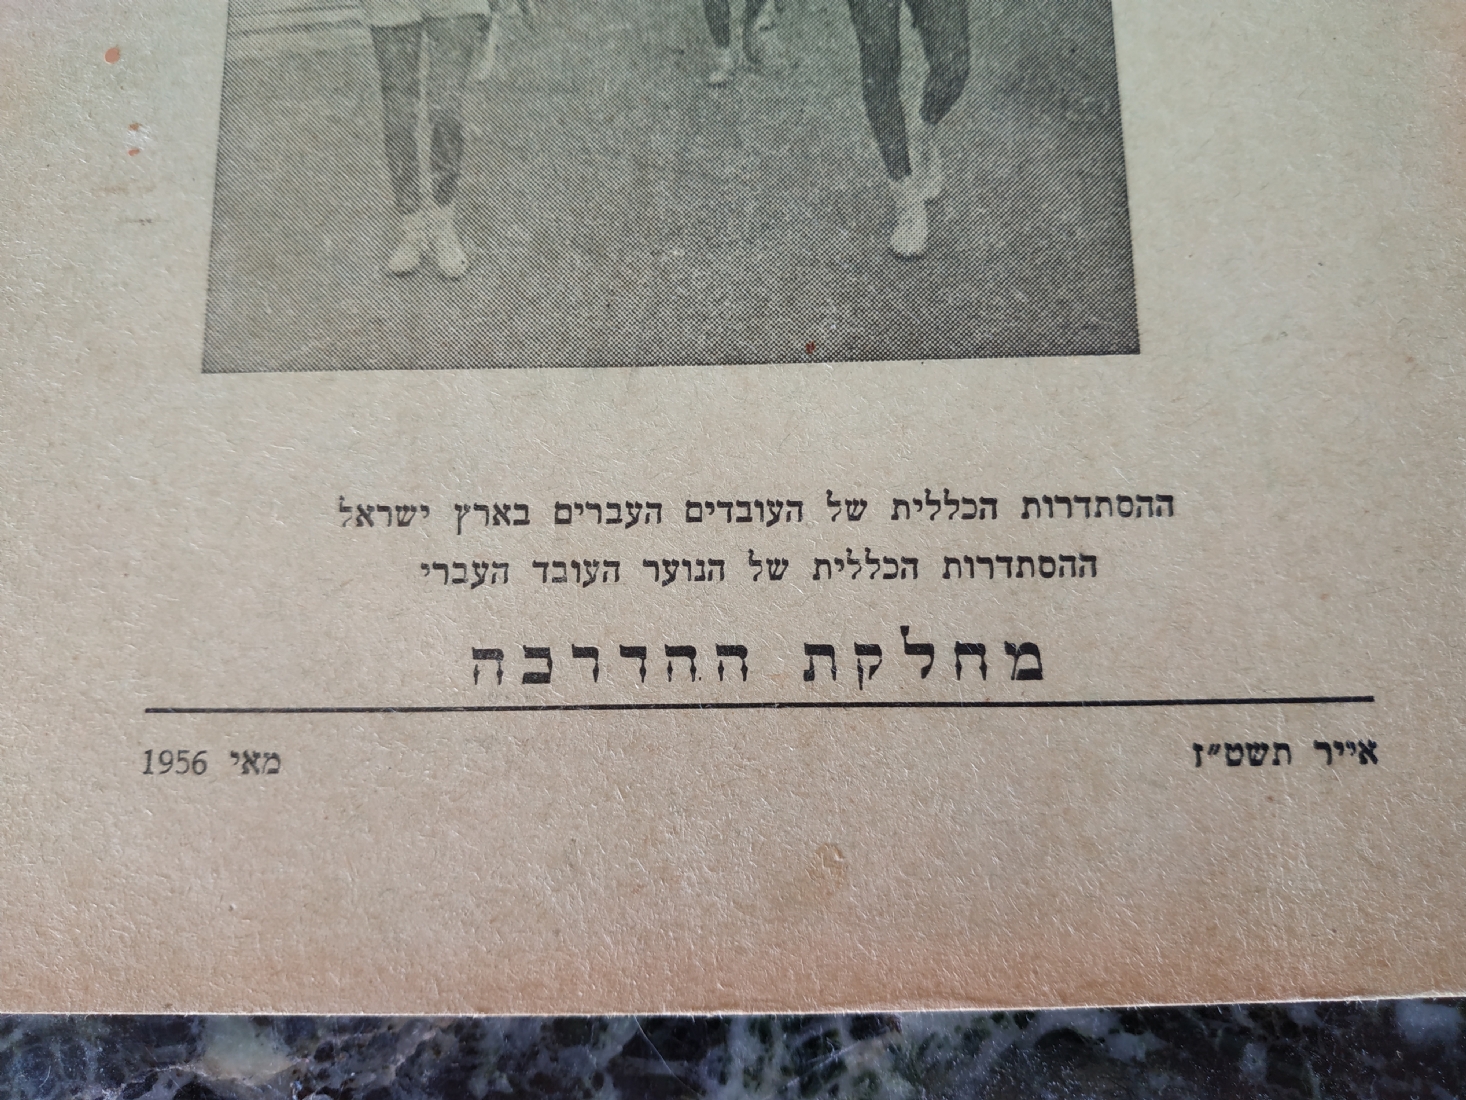 ההסתדרות הכללית של העובדים העברים בארץ ישראל
ההסתדרות הכללית של הנוער העובד העברי
מחלקת ההדרכה
אייר תשט״ז מאי 1956